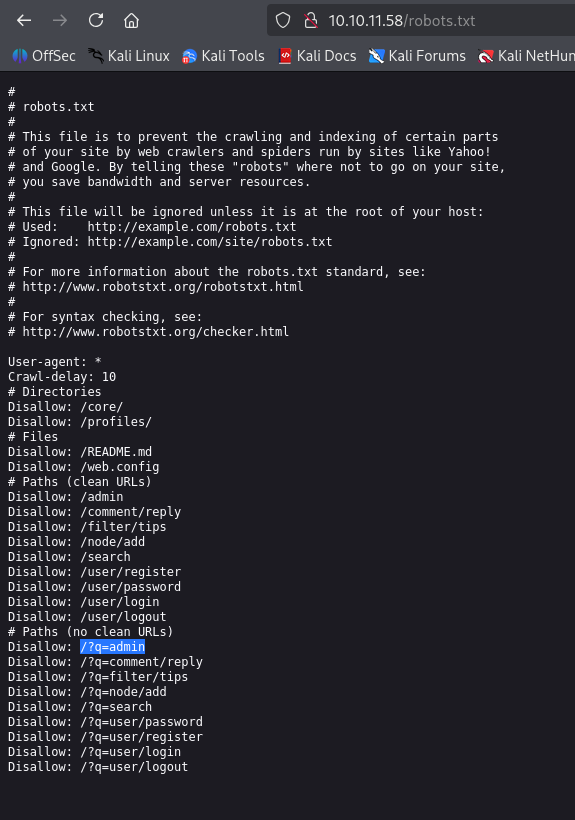 10.10.11.58/robots.txt
OffSec Kali Linux Kali Tools Kali Docs Kali Forums Kali NetHun
#
# robots.txt
#
# This file is to prevent the crawling and indexing of certain parts
# of your site by web crawlers and spiders run by sites like Yahoo!
# and Google. By telling these "robots" where not to go on your site,
# you save bandwidth and server resources.
#
# This file will be ignored unless it is at the root of your host:
# Used:    http://example.com/robots.txt
# Ignored: http://example.com/site/robots.txt
#
# For more information about the robots.txt standard, see:
# http://www.robotstxt.org/robotstxt.html
#
# For syntax checking, see:
# http://www.robotstxt.org/checker.html
User-agent: *
Crawl-delay: 10
# Directories
Disallow: /core/
Disallow: /profiles/
# Files
Disallow: /README.md
Disallow: /web.config
# Paths (clean URLs)
Disallow: /admin
Disallow: /comment/reply
Disallow: /filter/tips
Disallow: /node/add
Disallow: /search
Disallow: /user/register
Disallow: /user/password
Disallow: /user/login
Disallow: /user/logout
# Paths (no clean URLs)
Disallow: /?q=admin
Disallow: /?q=comment/reply
Disallow: /?q=filter/tips
Disallow: /?q=node/add
Disallow: /?q=search
Disallow: /?q=user/password
Disallow: /?q=user/register
Disallow: /?q=user/login
Disallow: /?q=user/logout